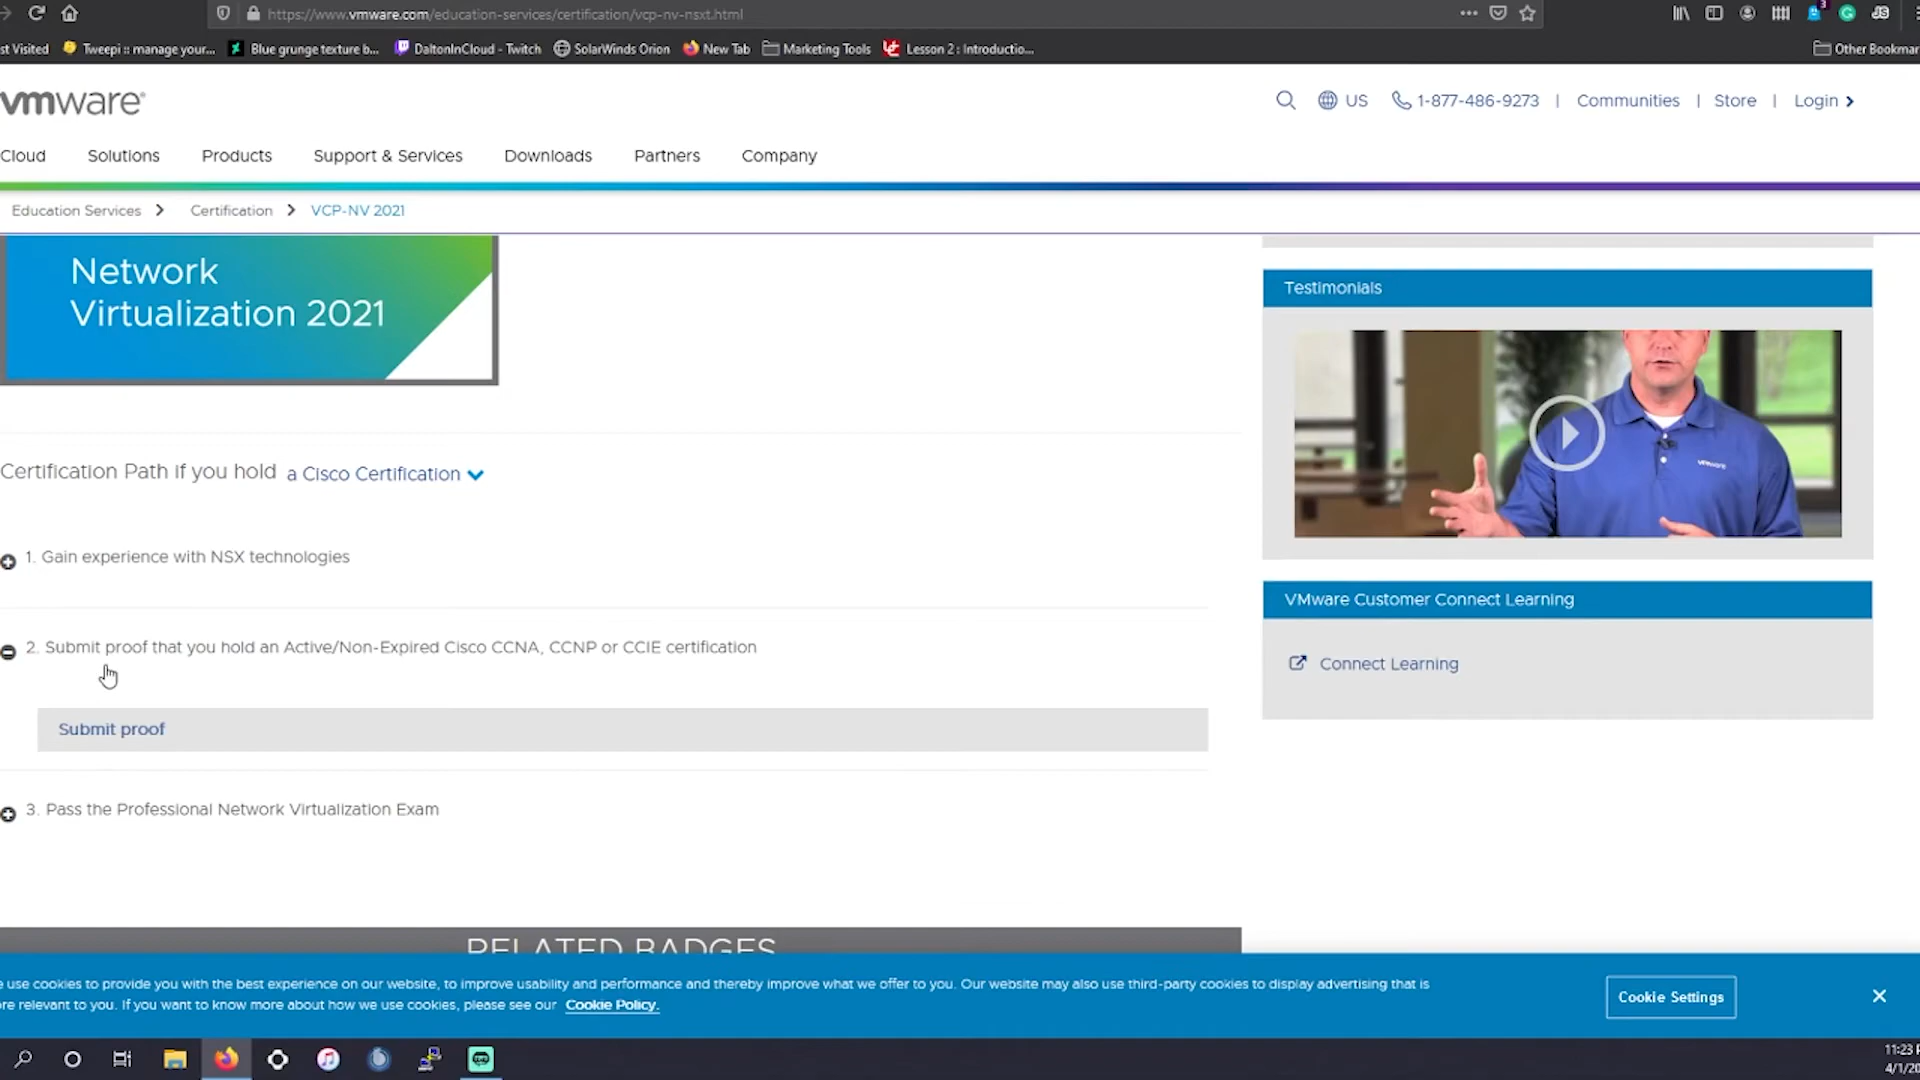 https://www.vmware.com/education-services/certification/vcp-nv-nsxt.html
3
JS
st Visited
Tweepi :: manage your...
Blue grunge texture b...
DaltonInCloud - Twitch
SolarWinds Orion
New Tab
Marketing Tools
Lesson 2 : Introductio...
Other Bookmar
vmware®
US
1-877-486-9273 | Communities | Store | Login
Cloud
Solutions
Products
Support & Services
Downloads
Partners
Company
Education Services
Certification
VCP-NV 2021
Network
Virtualization 2021
Testimonials
vmware
Certification Path if you hold a Cisco Certification
1. Gain experience with NSX technologies
2. Submit proof that you hold an Active/Non-Expired Cisco CCNA, CCNP or CCIE certification
Submit proof
3. Pass the Professional Network Virtualization Exam
VMware Customer Connect Learning
Connect Learning
RELATED BADGES
e use cookies to provide you with the best experience on our website, to improve usability and performance and thereby improve what we offer to you. Our website may also use third-party cookies to display advertising that is
re relevant to you. If you want to know more about how we use cookies, please see our Cookie Policy.
Cookie Settings
11:23 P
4/1/20